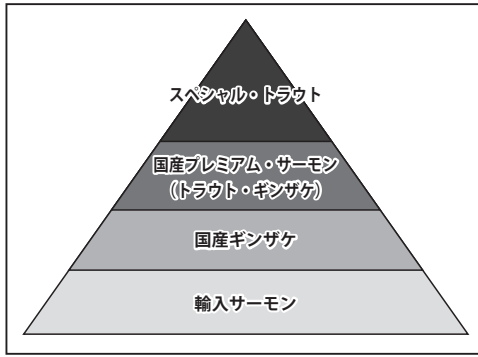 スペシャル・トラウト
国産プレミアム・サーモン
（トラウト・ギンザケ）
国産ギンザケ
輸入サーモン